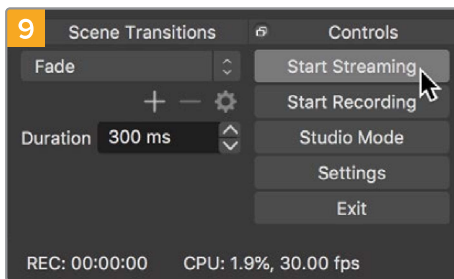 9
Scene Transitions
Controls
Fade
Start Streaming
Start Recording
Duration 300 ms
Studio Mode
Settings
Exit
REC: 00:00:00 CPU: 1.9%, 30.00 fps